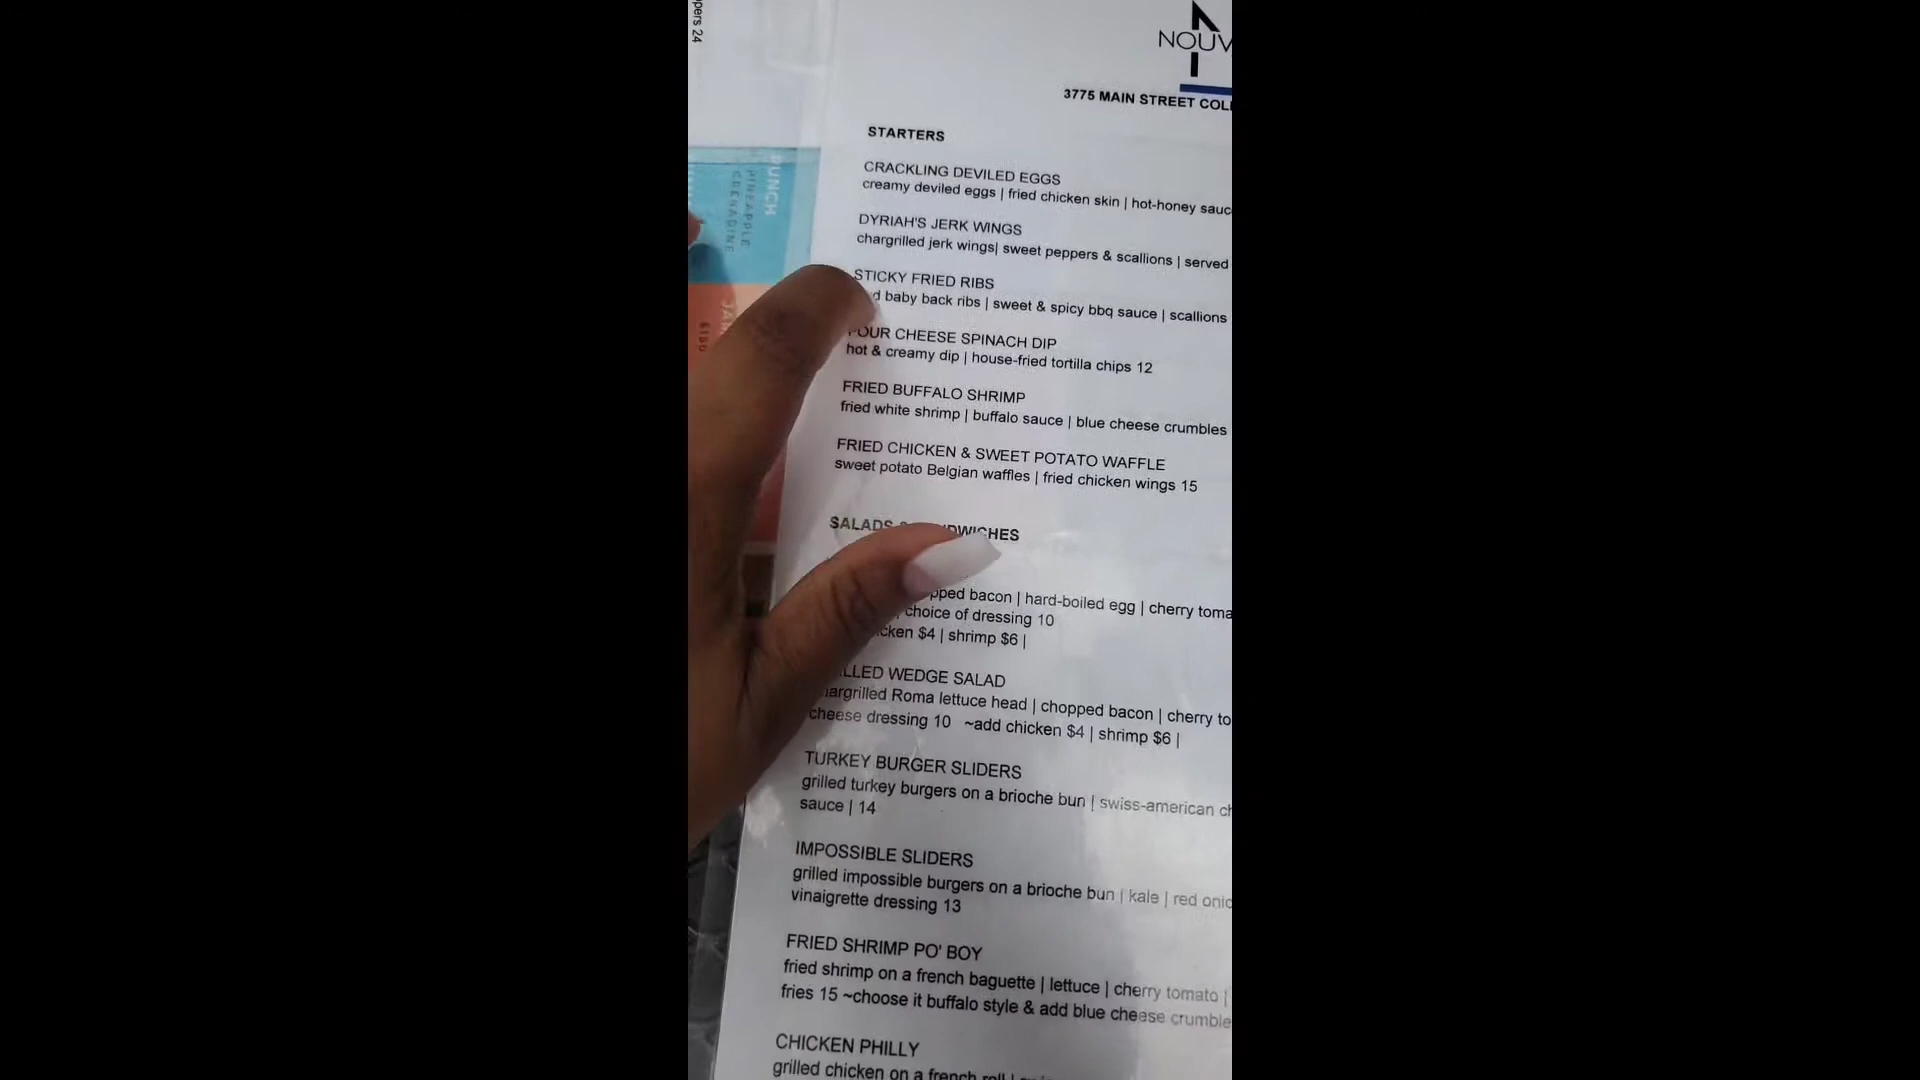 pers 24
NOUV
3775 MAIN STREET COL
PUNCH
PINEAPPLE
GRENADINE
STARTERS
CRACKLING DEVILED EGGS
creamy deviled eggs | fried chicken skin | hot-honey sauc
DYRIAH'S JERK WINGS
chargrilled jerk wings| sweet peppers & scallions | served
STICKY FRIED RIBS
d baby back ribs | sweet & spicy bbq sauce | scallions
FOUR CHEESE SPINACH DIP
hot & creamy dip | house-fried tortilla chips 12
FRIED BUFFALO SHRIMP
fried white shrimp | buffalo sauce | blue cheese crumbles
FRIED CHICKEN & SWEET POTATO WAFFLE
sweet potato Belgian waffles | fried chicken wings 15
SALADS & SANDWICHES
pped bacon | hard-boiled egg | cherry toma
choice of dressing 10
cken $4 | shrimp $6 |
LLED WEDGE SALAD
hargrilled Roma lettuce head | chopped bacon | cherry to
cheese dressing 10 ~add chicken $4 | shrimp $6 |
TURKEY BURGER SLIDERS
grilled turkey burgers on a brioche bun | swiss-american ch
sauce | 14
IMPOSSIBLE SLIDERS
grilled impossible burgers on a brioche bun | kale | red onio
vinaigrette dressing 13
FRIED SHRIMP PO' BOY
fried shrimp on a french baguette | lettuce | cherry tomato |
fries 15 ~choose it buffalo style & add blue cheese crumble
CHICKEN PHILLY
grilled chicken on a french roll |